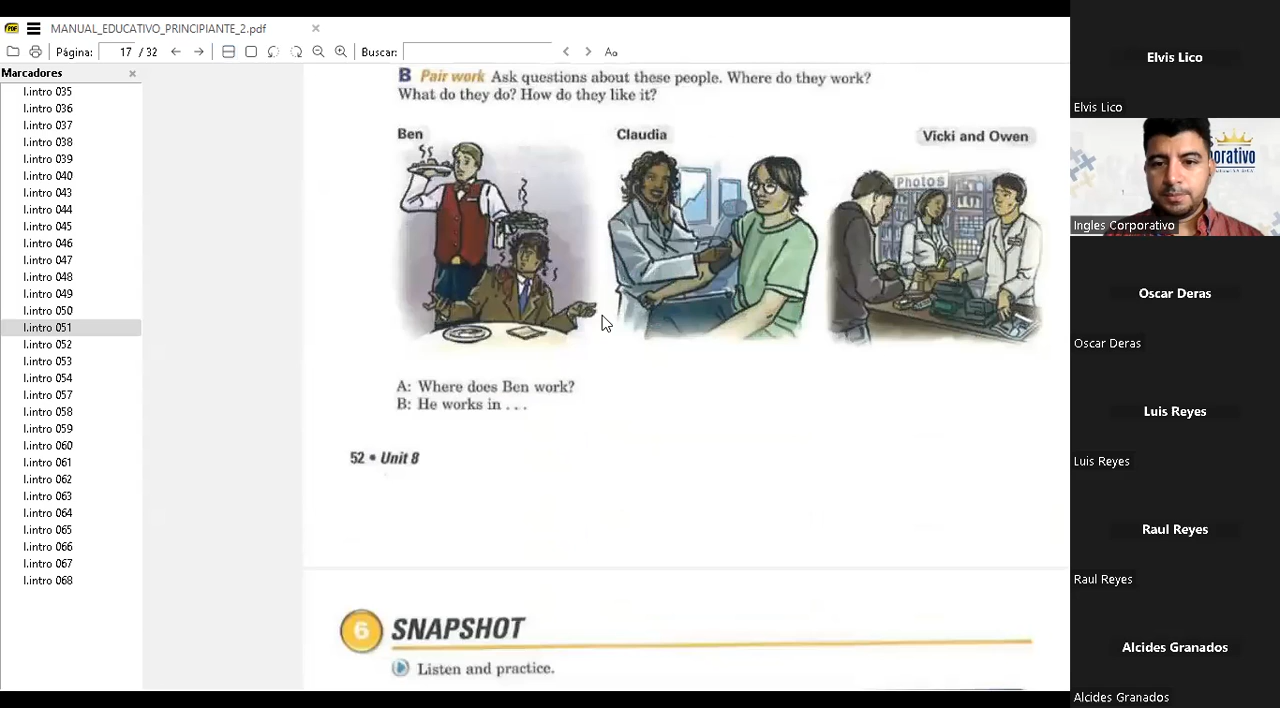 MANUAL_EDUCATIVO_PRINCIPIANTE_2.pdf
Página: 17 / 32
Buscar:
Marcadores
I.intro 035
I.intro 036
I.intro 037
I.intro 038
I.intro 039
I.intro 040
I.intro 043
I.intro 044
I.intro 045
I.intro 046
I.intro 047
I.intro 048
I.intro 049
I.intro 050
I.intro 051
I.intro 052
I.intro 053
I.intro 054
I.intro 057
I.intro 058
I.intro 059
I.intro 060
I.intro 061
I.intro 062
I.intro 063
I.intro 064
I.intro 065
I.intro 066
I.intro 067
I.intro 068
B Pair work Ask questions about these people. Where do they work?
What do they do? How do they like it?
Ben
Claudia
Vicki and Owen
Photos
A: Where does Ben work?
B: He works in . . .
52 • Unit 8
6 SNAPSHOT
Listen and practice.
Elvis Lico
Elvis Lico
orativo
Ingles Corporativo
Oscar Deras
Oscar Deras
Luis Reyes
Luis Reyes
Raul Reyes
Raul Reyes
Alcides Granados
Alcides Granados